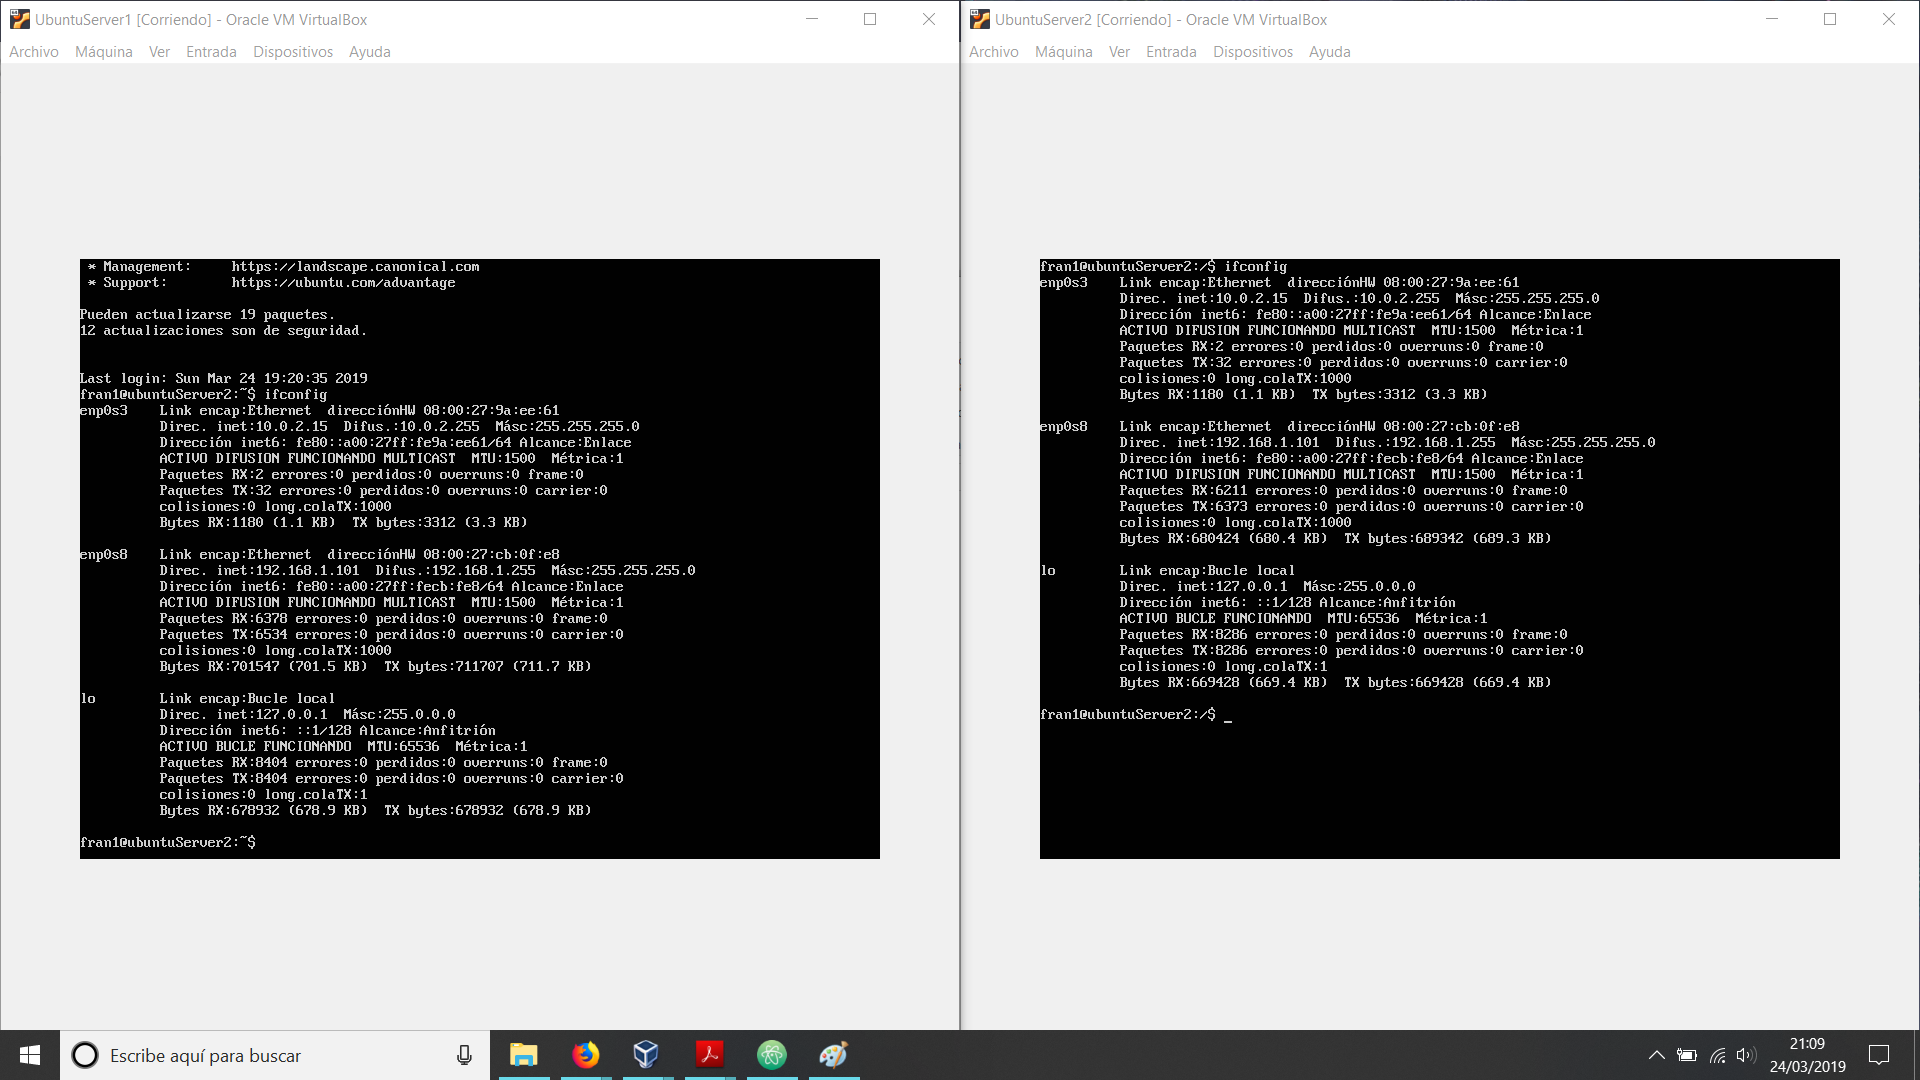 UbuntuServer1 [Corriendo] - Oracle VM VirtualBox
Archivo Máquina Ver Entrada Dispositivos Ayuda
* Management: https://landscape.canonical.com
* Support: https://ubuntu.com/advantage
Pueden actualizarse 19 paquetes.
12 actualizaciones son de seguridad.
Last login: Sun Mar 24 19:20:35 2019
fran1@ubuntuServer2:~$ ifconfig
enp0s3 Link encap:Ethernet direcciónHW 08:00:27:9a:ee:61
Direc. inet:10.0.2.15 Difus.:10.0.2.255 Másc:255.255.255.0
Dirección inet6: fe80::a00:27ff:fe9a:ee61/64 Alcance:Enlace
ACTIVO DIFUSION FUNCIONANDO MULTICAST MTU:1500 Métrica:1
Paquetes RX:2 errores:0 perdidos:0 overruns:0 frame:0
Paquetes TX:32 errores:0 perdidos:0 overruns:0 carrier:0
colisiones:0 long.colaTX:1000
Bytes RX:1180 (1.1 KB) TX bytes:3312 (3.3 KB)
enp0s8 Link encap:Ethernet direcciónHW 08:00:27:cb:0f:e8
Direc. inet:192.168.1.101 Difus.:192.168.1.255 Másc:255.255.255.0
Dirección inet6: fe80::a00:27ff:fecb:fe8/64 Alcance:Enlace
ACTIVO DIFUSION FUNCIONANDO MULTICAST MTU:1500 Métrica:1
Paquetes RX:6378 errores:0 perdidos:0 overruns:0 frame:0
Paquetes TX:6534 errores:0 perdidos:0 overruns:0 carrier:0
colisiones:0 long.colaTX:1000
Bytes RX:701547 (701.5 KB) TX bytes:711707 (711.7 KB)
lo Link encap:Bucle local
Direc. inet:127.0.0.1 Másc:255.0.0.0
Dirección inet6: ::1/128 Alcance:Anfitrión
ACTIVO BUCLE FUNCIONANDO MTU:65536 Métrica:1
Paquetes RX:8404 errores:0 perdidos:0 overruns:0 frame:0
Paquetes TX:8404 errores:0 perdidos:0 overruns:0 carrier:0
colisiones:0 long.colaTX:1
Bytes RX:678932 (678.9 KB) TX bytes:678932 (678.9 KB)
fran1@ubuntuServer2:~$
UbuntuServer2 [Corriendo] - Oracle VM VirtualBox
Archivo Máquina Ver Entrada Dispositivos Ayuda
fran1@ubuntuServer2:/$ ifconfig
enp0s3 Link encap:Ethernet direcciónHW 08:00:27:9a:ee:61
Direc. inet:10.0.2.15 Difus.:10.0.2.255 Másc:255.255.255.0
Dirección inet6: fe80::a00:27ff:fe9a:ee61/64 Alcance:Enlace
ACTIVO DIFUSION FUNCIONANDO MULTICAST MTU:1500 Métrica:1
Paquetes RX:2 errores:0 perdidos:0 overruns:0 frame:0
Paquetes TX:32 errores:0 perdidos:0 overruns:0 carrier:0
colisiones:0 long.colaTX:1000
Bytes RX:1180 (1.1 KB) TX bytes:3312 (3.3 KB)
enp0s8 Link encap:Ethernet direcciónHW 08:00:27:cb:0f:e8
Direc. inet:192.168.1.101 Difus.:192.168.1.255 Másc:255.255.255.0
Dirección inet6: fe80::a00:27ff:fecb:fe8/64 Alcance:Enlace
ACTIVO DIFUSION FUNCIONANDO MULTICAST MTU:1500 Métrica:1
Paquetes RX:6211 errores:0 perdidos:0 overruns:0 frame:0
Paquetes TX:6373 errores:0 perdidos:0 overruns:0 carrier:0
colisiones:0 long.colaTX:1000
Bytes RX:680424 (680.4 KB) TX bytes:689342 (689.3 KB)
lo Link encap:Bucle local
Direc. inet:127.0.0.1 Másc:255.0.0.0
Dirección inet6: ::1/128 Alcance:Anfitrión
ACTIVO BUCLE FUNCIONANDO MTU:65536 Métrica:1
Paquetes RX:8286 errores:0 perdidos:0 overruns:0 frame:0
Paquetes TX:8286 errores:0 perdidos:0 overruns:0 carrier:0
colisiones:0 long.colaTX:1
Bytes RX:669428 (669.4 KB) TX bytes:669428 (669.4 KB)
fran1@ubuntuServer2:/$ _
Escribe aquí para buscar
21:09
24/03/2019